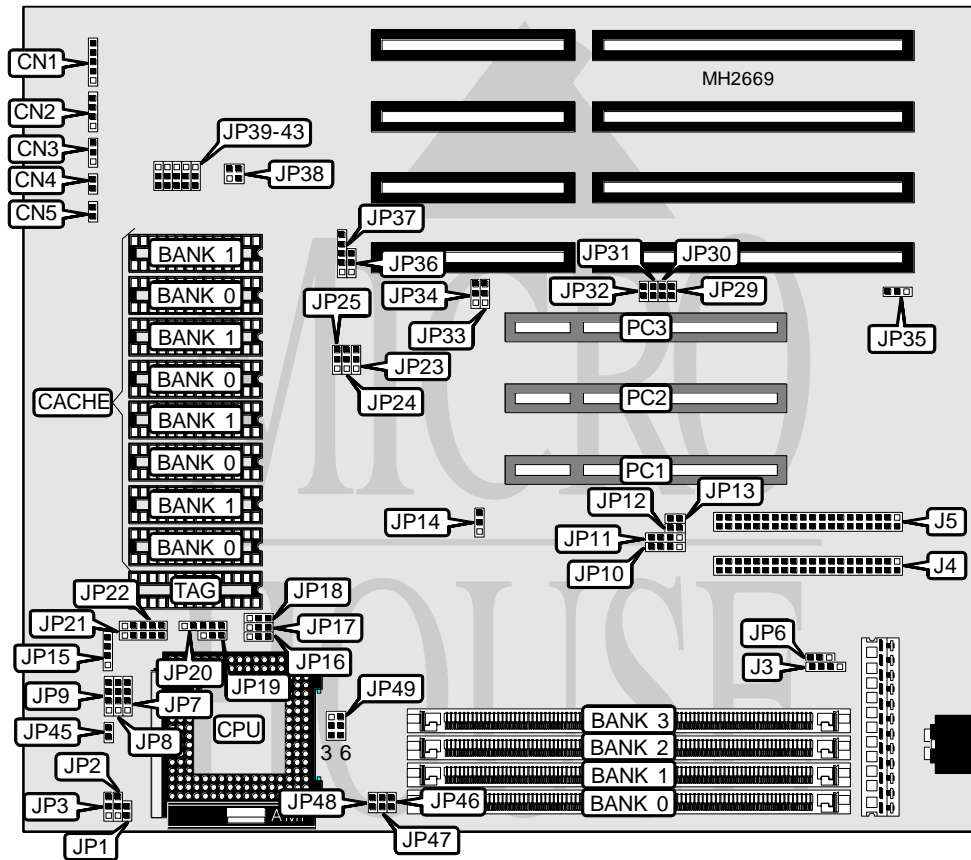 CN1
MH2669
CN2
JP39-43
CN3
JP38
CN4
CN5
JP37
BANK 1
JP36
JP31
JP30
BANK 0
JP34
JP32
JP29
JP25
JP33
PC3
JP35
BANK 1
JP23
BANK 0
JP24
CACHE
PC2
BANK 1
BANK 0
PC1
BANK 1
JP12
JP13
JP14
J5
BANK 0
JP11
JP10
J4
TAG
JP22
JP18
JP21
JP17
JP15
JP16
JP6
JP20
JP19
J3
JP9
JP7
JP49
JP8
CPU
BANK 3
JP45
3 6
BANK 2
JP2
BANK 1
JP3
JP48
JP46
BANK 0
JP1
JP47
MICRO
HOUSE